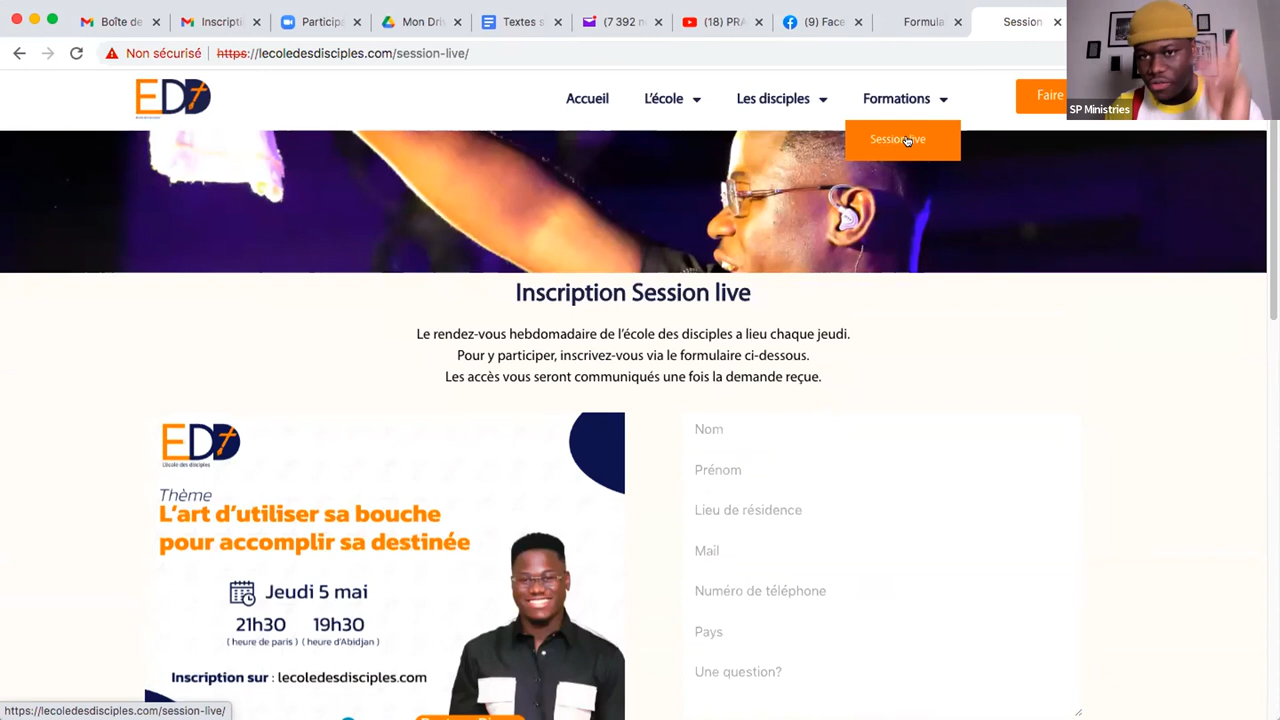 Boîte de
Inscripti
Particip
Mon Dri
Textes s
(7 392 n
(18) PRA
(9) Face
Formula
Session
Non sécurisé
https://lecoledesdisciples.com/session-live/
SP Ministries
EDD
Accueil
L'école
Les disciples
Formations
Faire
Session live
Inscription Session live
Le rendez-vous hebdomadaire de l'école des disciples a lieu chaque jeudi.
Pour y participer, inscrivez-vous via le formulaire ci-dessous.
Les accès vous seront communiqués une fois la demande reçue.
EDD
L'école des disciples
Thème
L'art d'utiliser sa bouche
pour accomplir sa destinée
Jeudi 5 mai
21h30 19h30
( heure de paris ) ( heure d'Abidjan )
Inscription sur : lecoledesdisciples.com
Nom
Prénom
Lieu de résidence
Mail
Numéro de téléphone
Pays
Une question?
https://lecoledesdisciples.com/session-live/